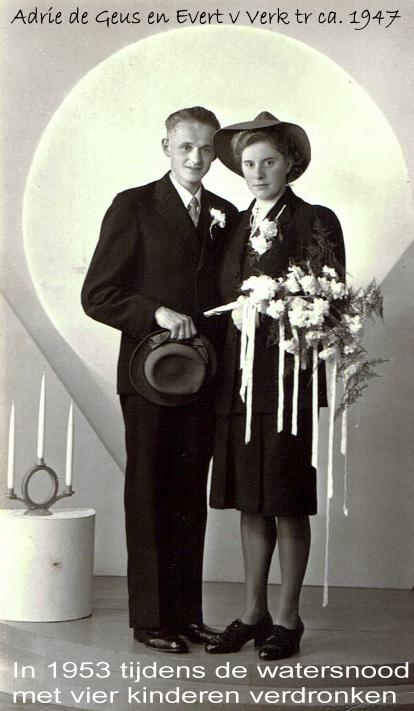 Adrie de Geus en Evert v Verk tr ca. 1947
In 1953 tijdens de watersnood
met vier kinderen verdronken